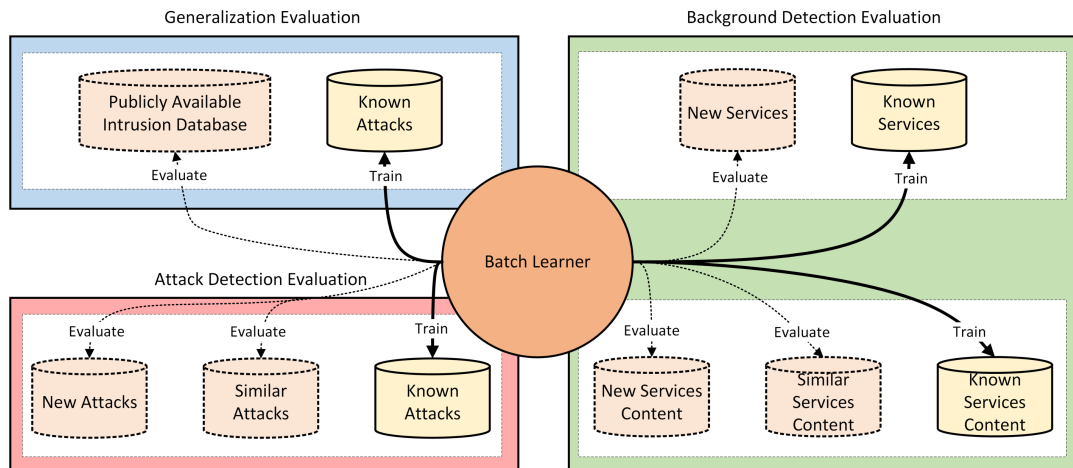 Generalization Evaluation
Background Detection Evaluation
Publicly Available
Intrusion Database
Known
Attacks
New Services
Known
Services
Evaluate
Train
Evaluate
Train
Batch Learner
Attack Detection Evaluation
Evaluate
Evaluate
Train
Evaluate
Evaluate
Train
New Attacks
Similar
Attacks
Known
Attacks
New Services
Content
Similar
Services
Content
Known
Services
Content